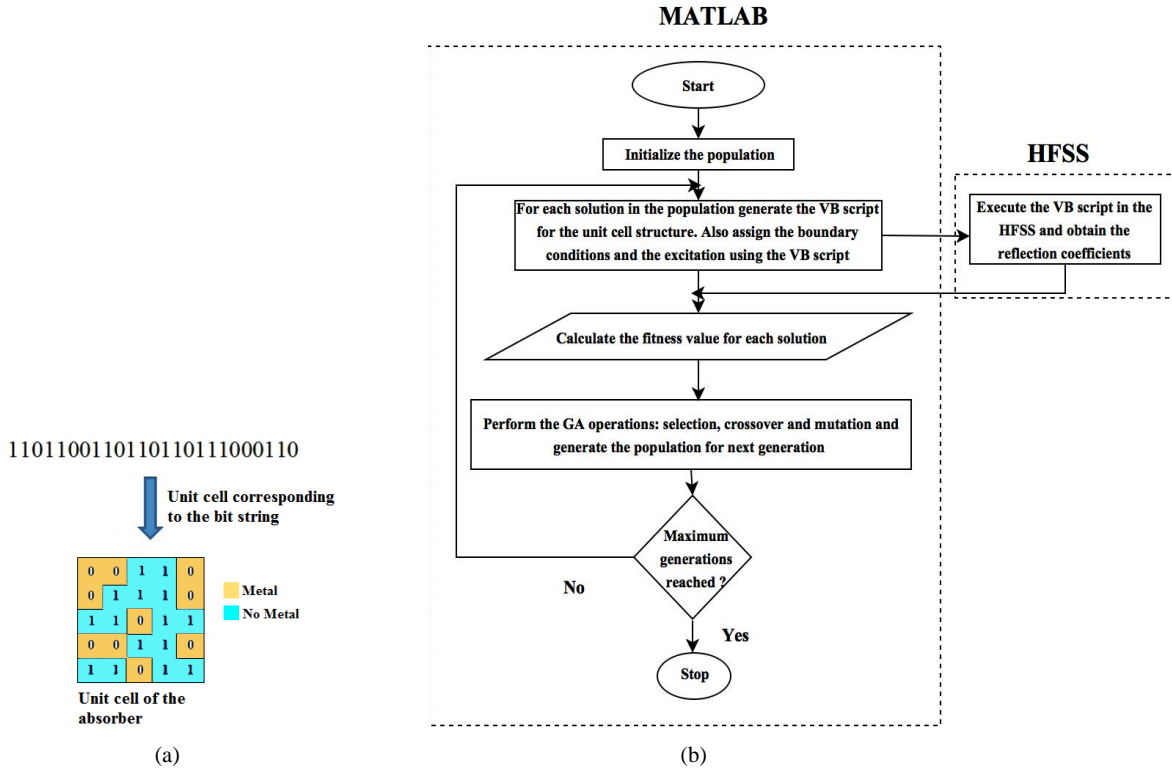 MATLAB
Start
Initialize the population
HFSS
For each solution in the population generate the VB script
for the unit cell structure. Also assign the boundary
conditions and the excitation using the VB script
Execute the VB script in the
HFSS and obtain the
reflection coefficients
Calculate the fitness value for each solution
Perform the GA operations: selection, crossover and mutation and
generate the population for next generation
Maximum
generations
reached ?
No
Yes
Stop
1101100110110110111000110
Unit cell corresponding
to the bit string
0 0 1 1 0
0 1 1 1 0
1 1 0 1 1
0 0 1 1 0
1 1 0 1 1
Metal
No Metal
Unit cell of the
absorber
(a)
(b)